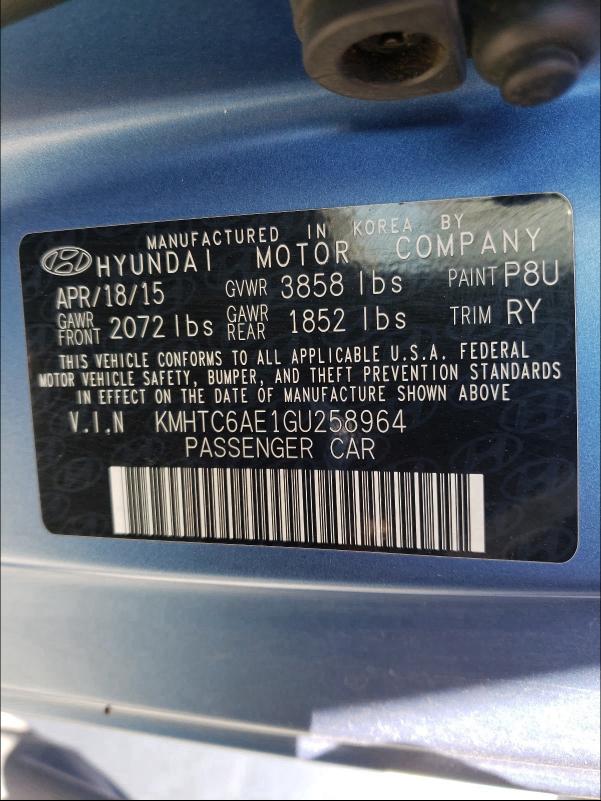 MANUFACTURED IN KOREA BY
HYUNDAI MOTOR COMPANY
APR/18/15 GVWR 3858 lbs PAINT P8U
GAWR FRONT 2072 lbs GAWR REAR 1852 lbs TRIM RY
THIS VEHICLE CONFORMS TO ALL APPLICABLE U.S.A. FEDERAL
MOTOR VEHICLE SAFETY, BUMPER, AND THEFT PREVENTION STANDARDS
IN EFFECT ON THE DATE OF MANUFACTURE SHOWN ABOVE.
V.I.N KMHTC6AE1GU258964
PASSENGER CAR